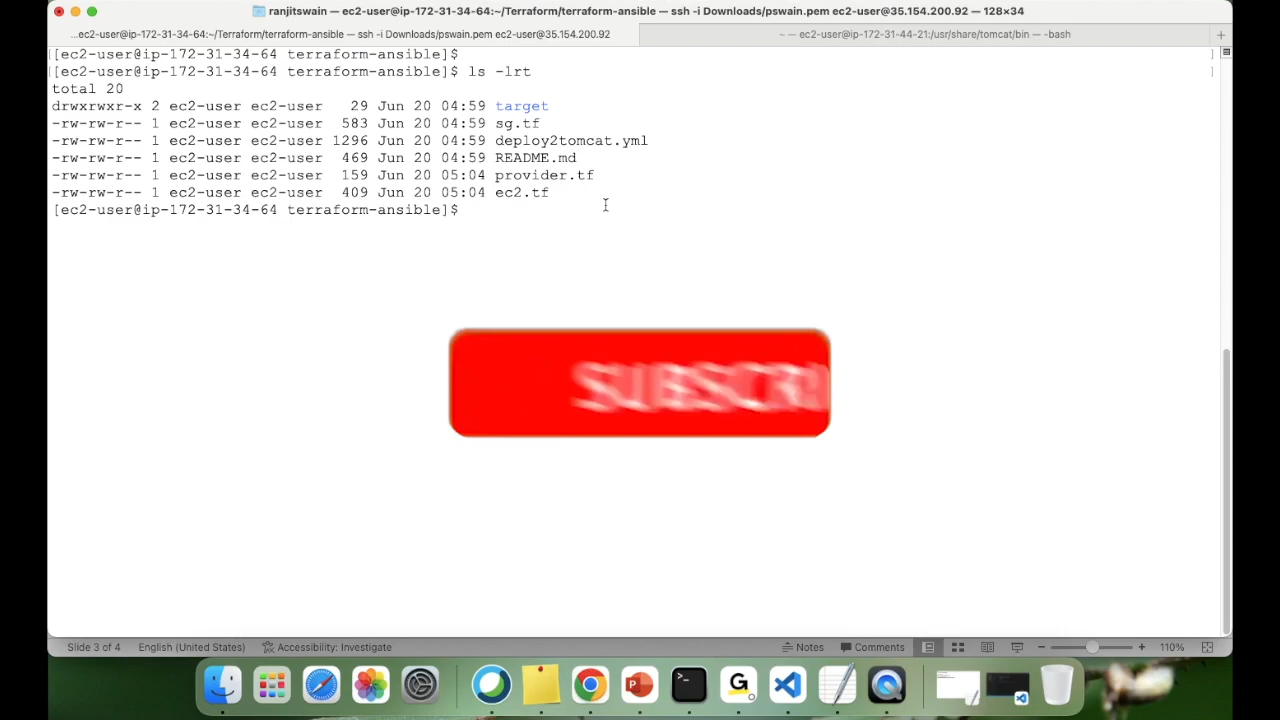 ranjitswain — ec2-user@ip-172-31-34-64:~/Terraform/terraform-ansible — ssh -i Downloads/pswain.pem ec2-user@35.154.200.92 — 128×34
...ec2-user@ip-172-31-34-64:~/Terraform/terraform-ansible — ssh -i Downloads/pswain.pem ec2-user@35.154.200.92
~ — ec2-user@ip-172-31-44-21:/usr/share/tomcat/bin — -bash
[[ec2-user@ip-172-31-34-64 terraform-ansible]$ ]
[[ec2-user@ip-172-31-34-64 terraform-ansible]$ ls -lrt ]
total 20
drwxrwxr-x 2 ec2-user ec2-user   29 Jun 20 04:59 target
-rw-rw-r-- 1 ec2-user ec2-user  583 Jun 20 04:59 sg.tf
-rw-rw-r-- 1 ec2-user ec2-user 1296 Jun 20 04:59 deploy2tomcat.yml
-rw-rw-r-- 1 ec2-user ec2-user  469 Jun 20 04:59 README.md
-rw-rw-r-- 1 ec2-user ec2-user  159 Jun 20 05:04 provider.tf
-rw-rw-r-- 1 ec2-user ec2-user  409 Jun 20 05:04 ec2.tf
[ec2-user@ip-172-31-34-64 terraform-ansible]$
Slide 3 of 4 English (United States) Accessibility: Investigate Notes Comments 110%